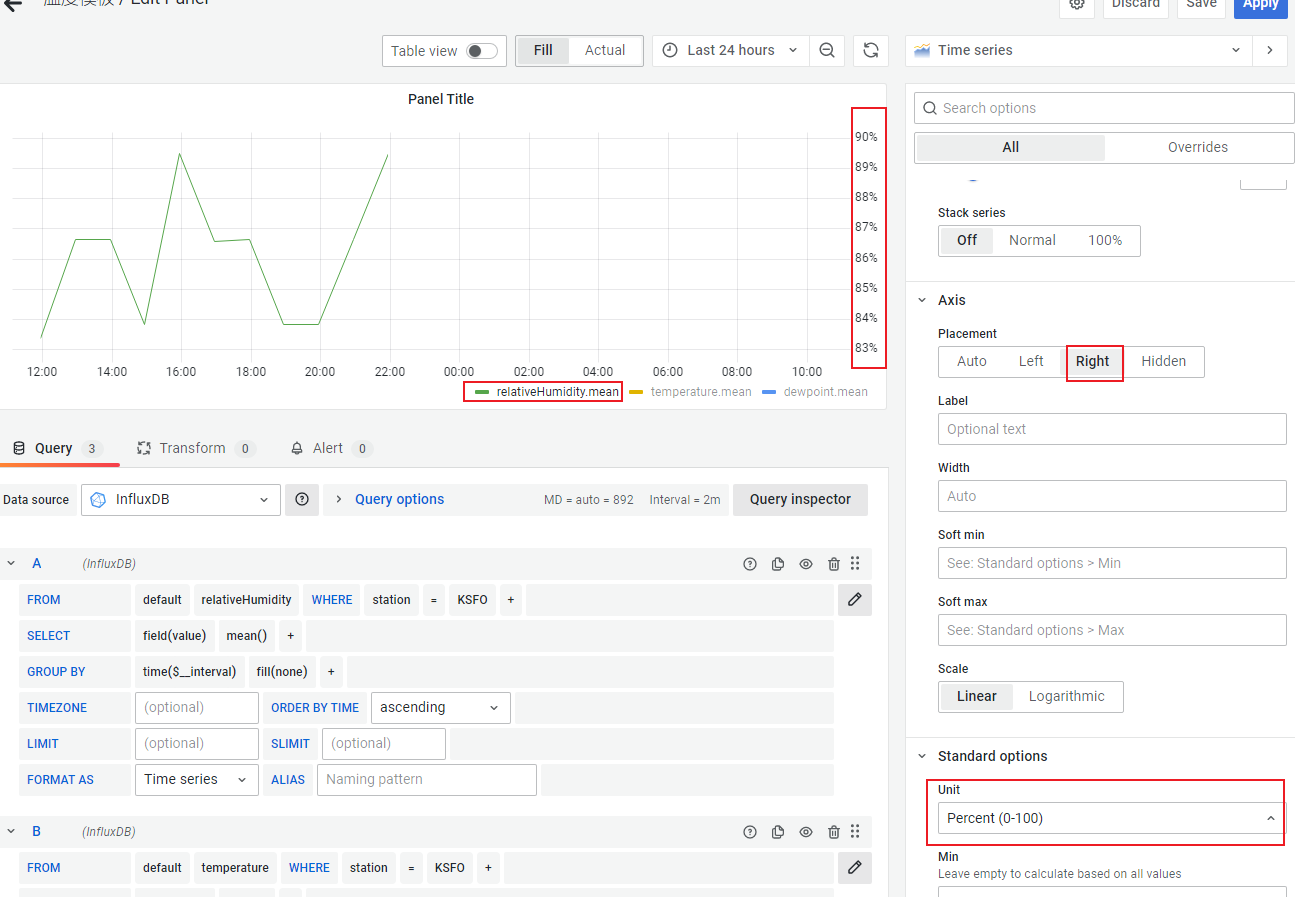 温度模板 / Edit Panel
Discard
Save
Apply
Table view
Fill
Actual
Last 24 hours
Time series
Panel Title
90%
89%
88%
87%
86%
85%
84%
83%
12:00 14:00 16:00 18:00 20:00 22:00 00:00 02:00 04:00 06:00 08:00 10:00
relativeHumidity.mean temperature.mean dewpoint.mean
Query 3 Transform 0 Alert 0
Data source InfluxDB Query options MD = auto = 892 Interval = 2m Query inspector
A (InfluxDB)
FROM default relativeHumidity WHERE station = KSFO +
SELECT field(value) mean() +
GROUP BY time($__interval) fill(none) +
TIMEZONE (optional) ORDER BY TIME ascending
LIMIT (optional) SLIMIT (optional)
FORMAT AS Time series ALIAS Naming pattern
B (InfluxDB)
FROM default temperature WHERE station = KSFO +
Search options
All Overrides
Stack series
Off Normal 100%
Axis
Placement
Auto Left Right Hidden
Label
Optional text
Width
Auto
Soft min
See: Standard options > Min
Soft max
See: Standard options > Max
Scale
Linear Logarithmic
Standard options
Unit
Percent (0-100)
Min
Leave empty to calculate based on all values